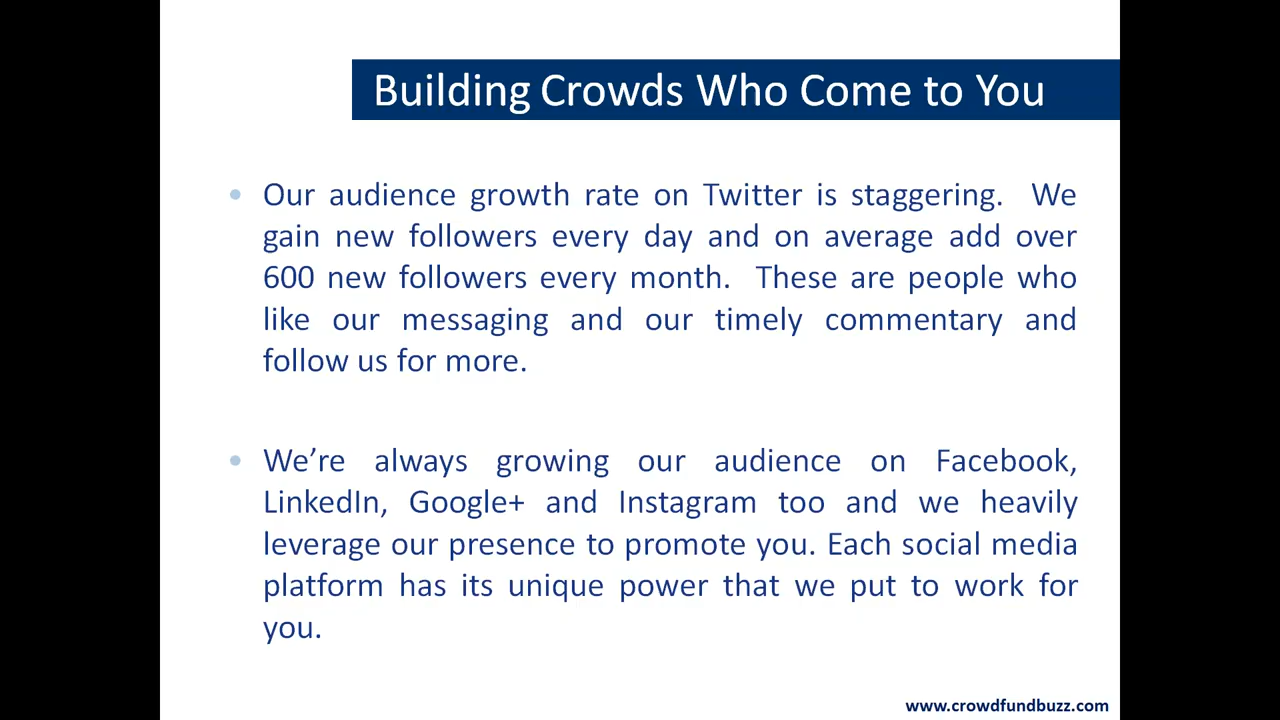 Building Crowds Who Come to You
• Our audience growth rate on Twitter is staggering. We
gain new followers every day and on average add over
600 new followers every month. These are people who
like our messaging and our timely commentary and
follow us for more.
• We’re always growing our audience on Facebook,
LinkedIn, Google+ and Instagram too and we heavily
leverage our presence to promote you. Each social media
platform has its unique power that we put to work for
you.
www.crowdfundbuzz.com